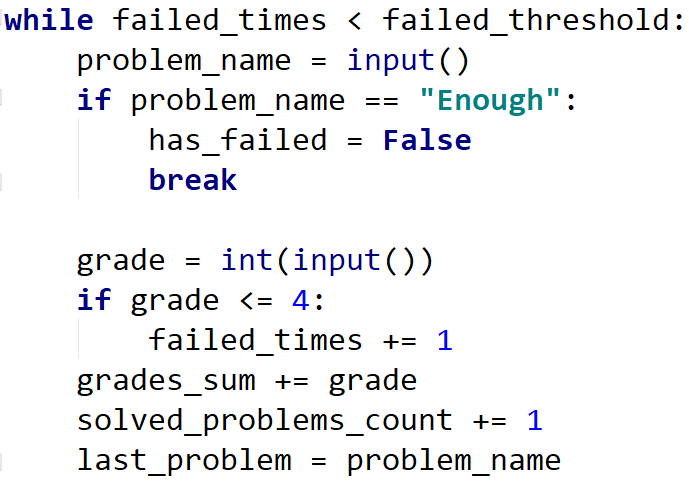 while failed_times < failed_threshold:
    problem_name = input()
    if problem_name == "Enough":
        has_failed = False
        break

    grade = int(input())
    if grade <= 4:
        failed_times += 1
    grades_sum += grade
    solved_problems_count += 1
    last_problem = problem_name